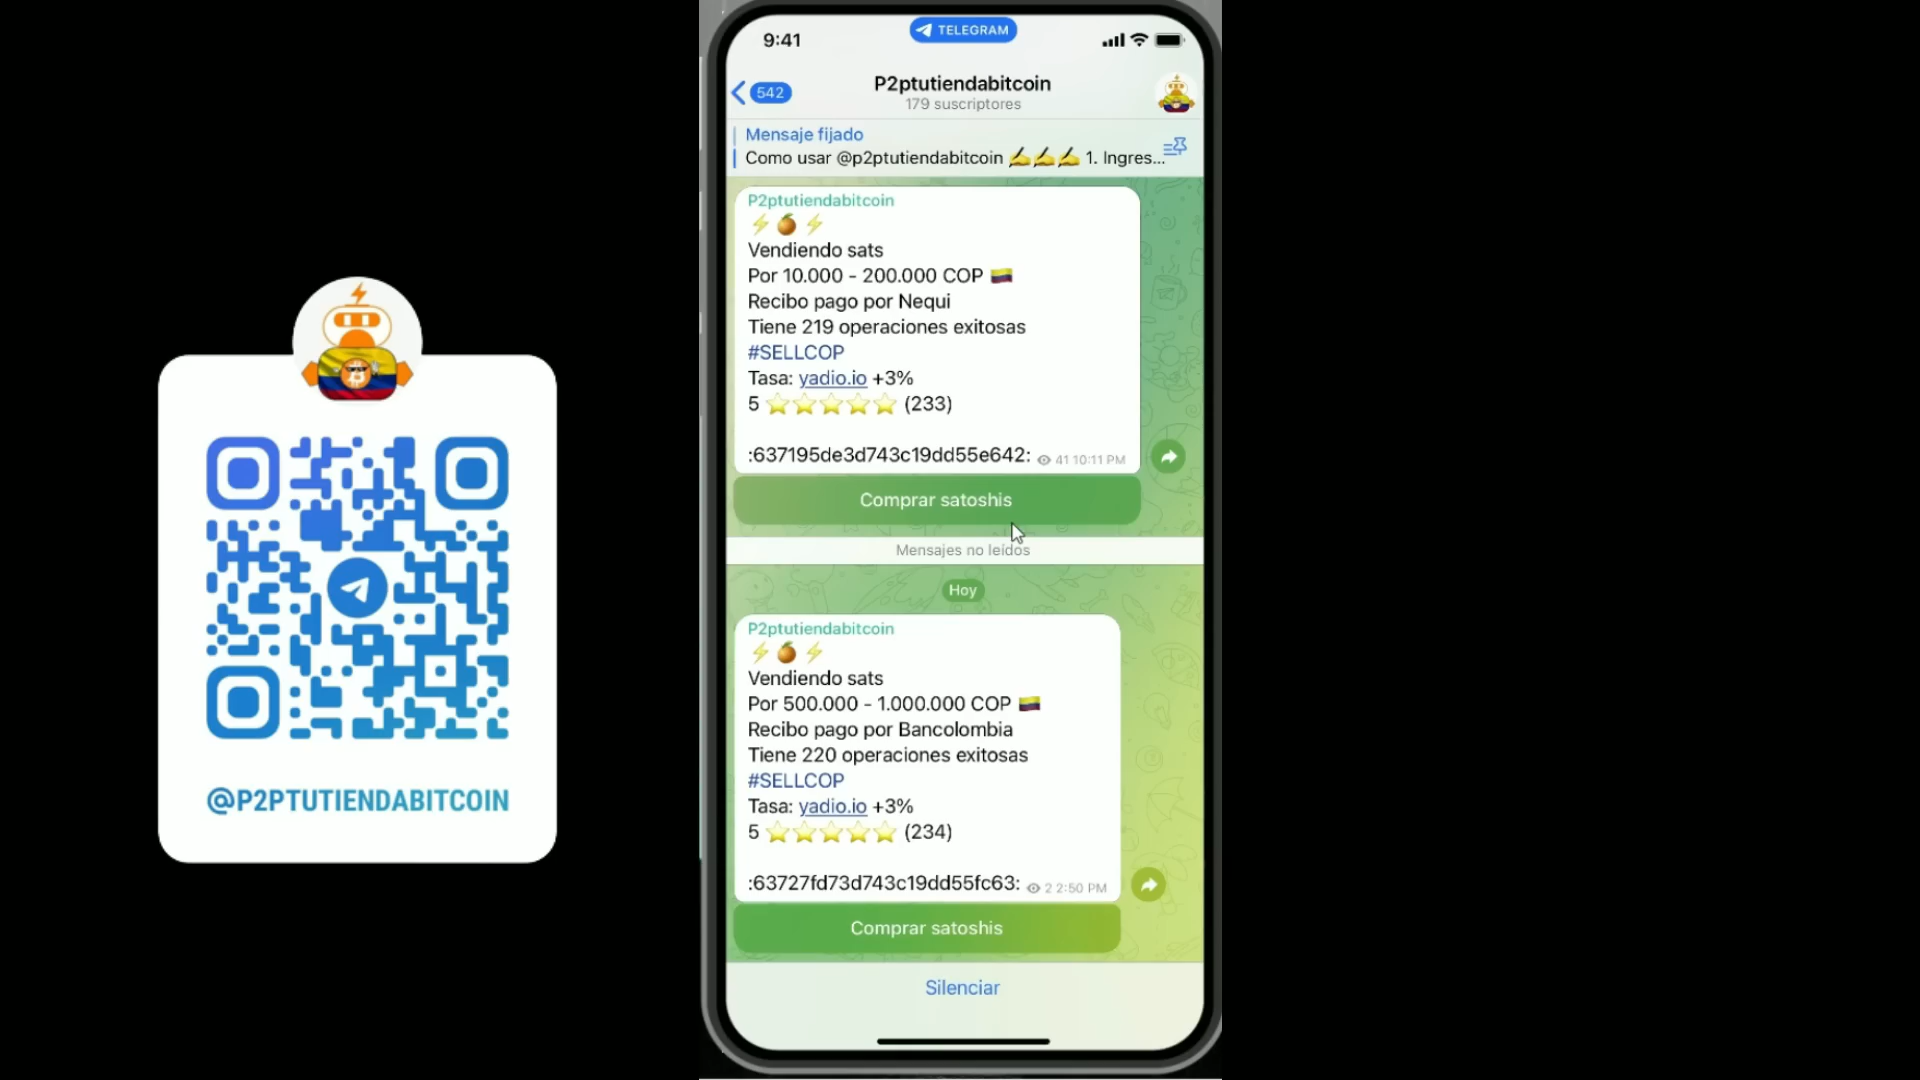 @P2PTUTIENDABITCOIN
9:41
TELEGRAM
542
P2ptutiendabitcoin
179 suscriptores
Mensaje fijado
Como usar @p2ptutiendabitcoin ✍️✍️✍️ 1. Ingres...
P2ptutiendabitcoin
⚡🍊⚡
Vendiendo sats
Por 10.000 - 200.000 COP 🇨🇴
Recibo pago por Nequi
Tiene 219 operaciones exitosas
#SELLCOP
Tasa: yadio.io +3%
5 ⭐⭐⭐⭐⭐ (233)
:637195de3d743c19dd55e642: 41 10:11 PM
Comprar satoshis
Mensajes no leídos
Hoy
P2ptutiendabitcoin
⚡🍊⚡
Vendiendo sats
Por 500.000 - 1.000.000 COP 🇨🇴
Recibo pago por Bancolombia
Tiene 220 operaciones exitosas
#SELLCOP
Tasa: yadio.io +3%
5 ⭐⭐⭐⭐⭐ (234)
:63727fd73d743c19dd55fc63: 2 2:50 PM
Comprar satoshis
Silenciar